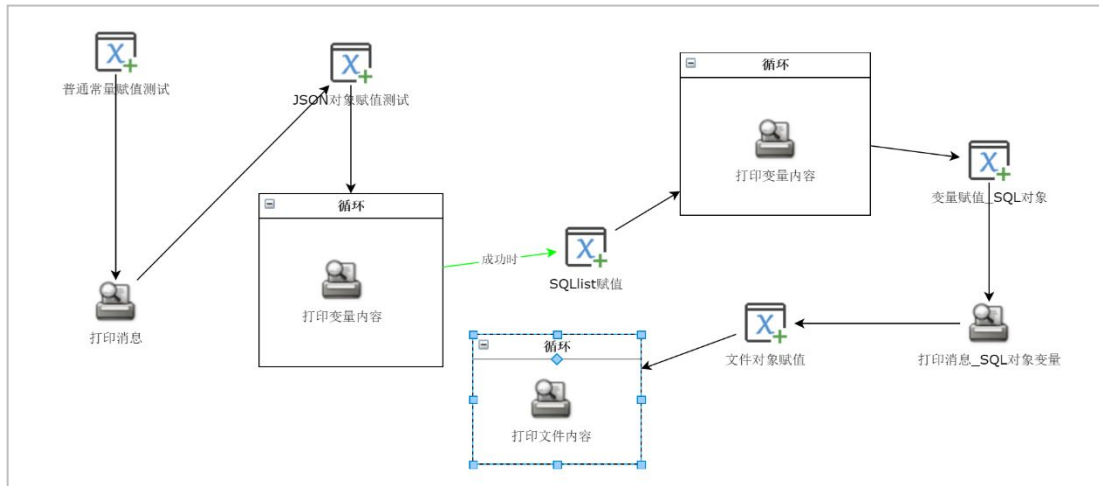 普通常量赋值测试
JSON对象赋值测试
循环
打印变量内容
变量赋值_SQL对象
循环
成功时
SQLlist赋值
打印变量内容
打印消息
循环
文件对象赋值
打印消息_SQL对象变量
打印文件内容